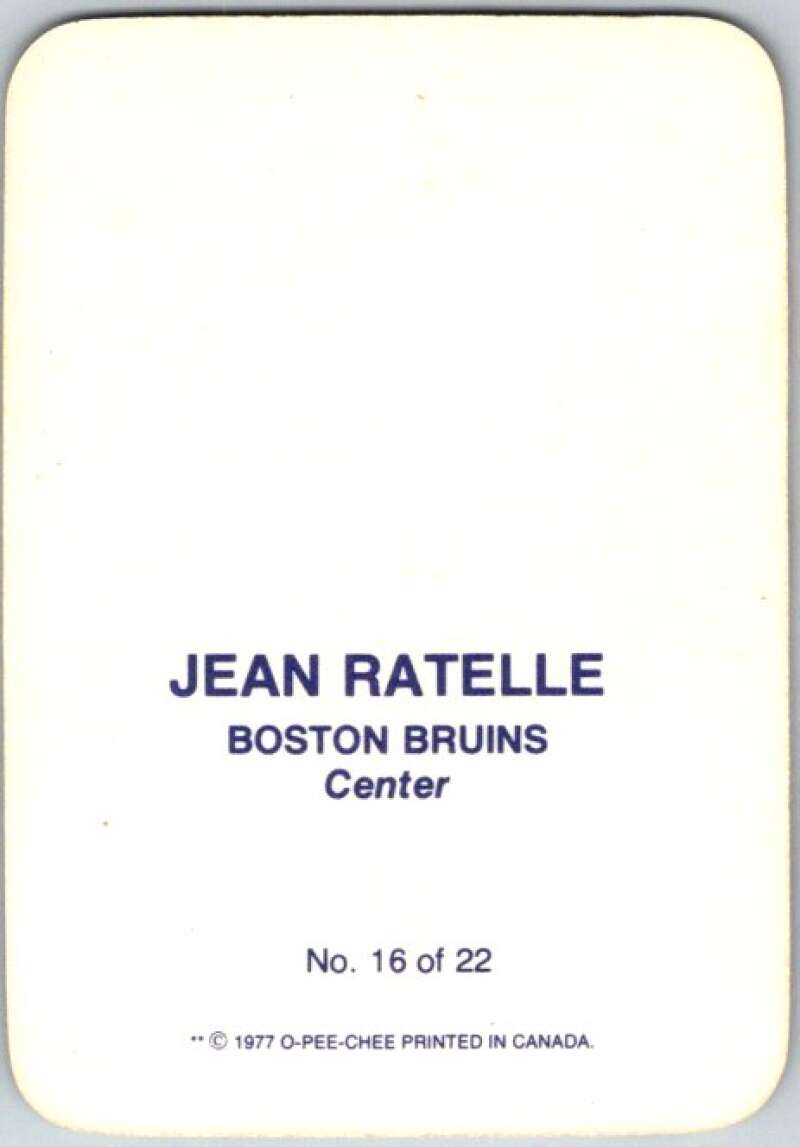 JEAN RATELLE
BOSTON BRUINS
Center
No. 16 of 22
** © 1977 O-PEE-CHEE PRINTED IN CANADA.